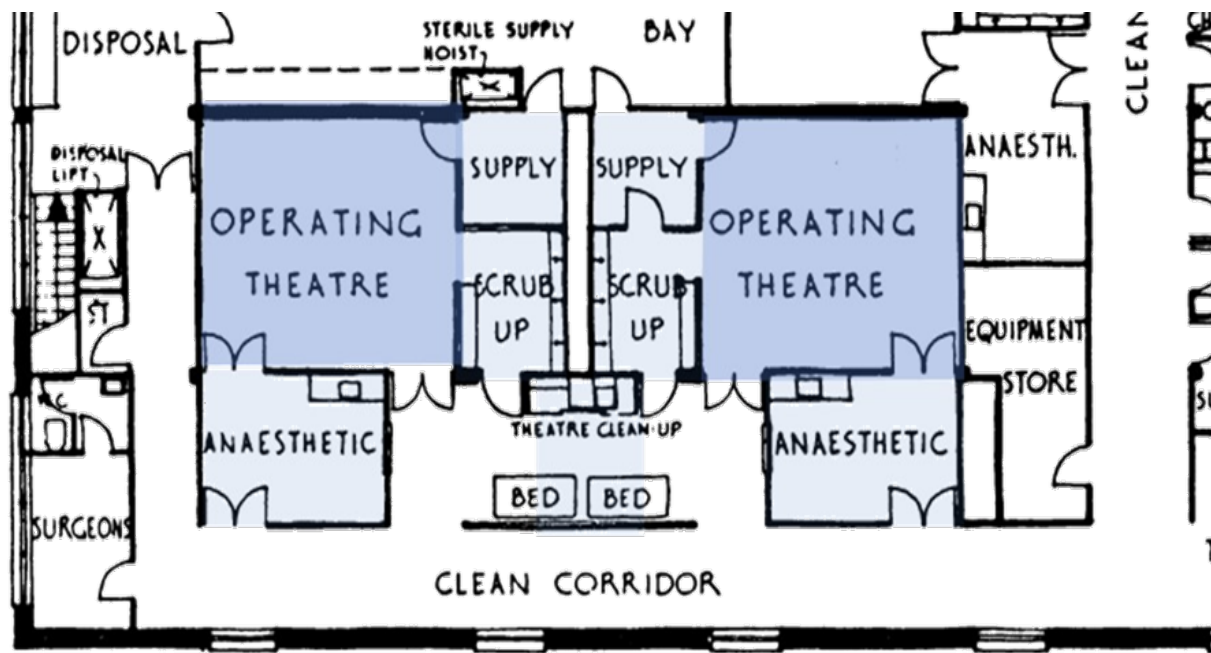 DISPOSAL
STERILE SUPPLY
HOIST
BAY
CLEAN
DISPOSAL
LIFT
X
X
SUPPLY
SUPPLY
ANAESTH.
OPERATING
THEATRE
OPERATING
THEATRE
SCRUB
UP
SCRUB
UP
ST
EQUIPMENT
STORE
W.C
THEATRE CLEAN-UP
ANAESTHETIC
ANAESTHETIC
BED
BED
SURGEONS
CLEAN CORRIDOR